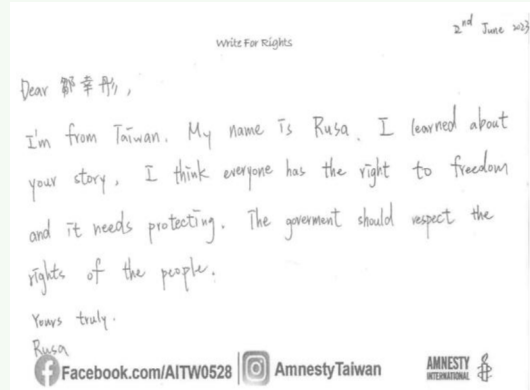 2nd June 2023
Write For Rights
Dear 鄒幸彤,
I'm from Taiwan. My name is Rusa. I learned about
your story, I think everyone has the right to freedom
and it needs protecting. The goverment should respect the
rights of the people.
Yours truly.
Rusa
Facebook.com/AITW0528 AmnestyTaiwan AMNESTY
INTERNATIONAL